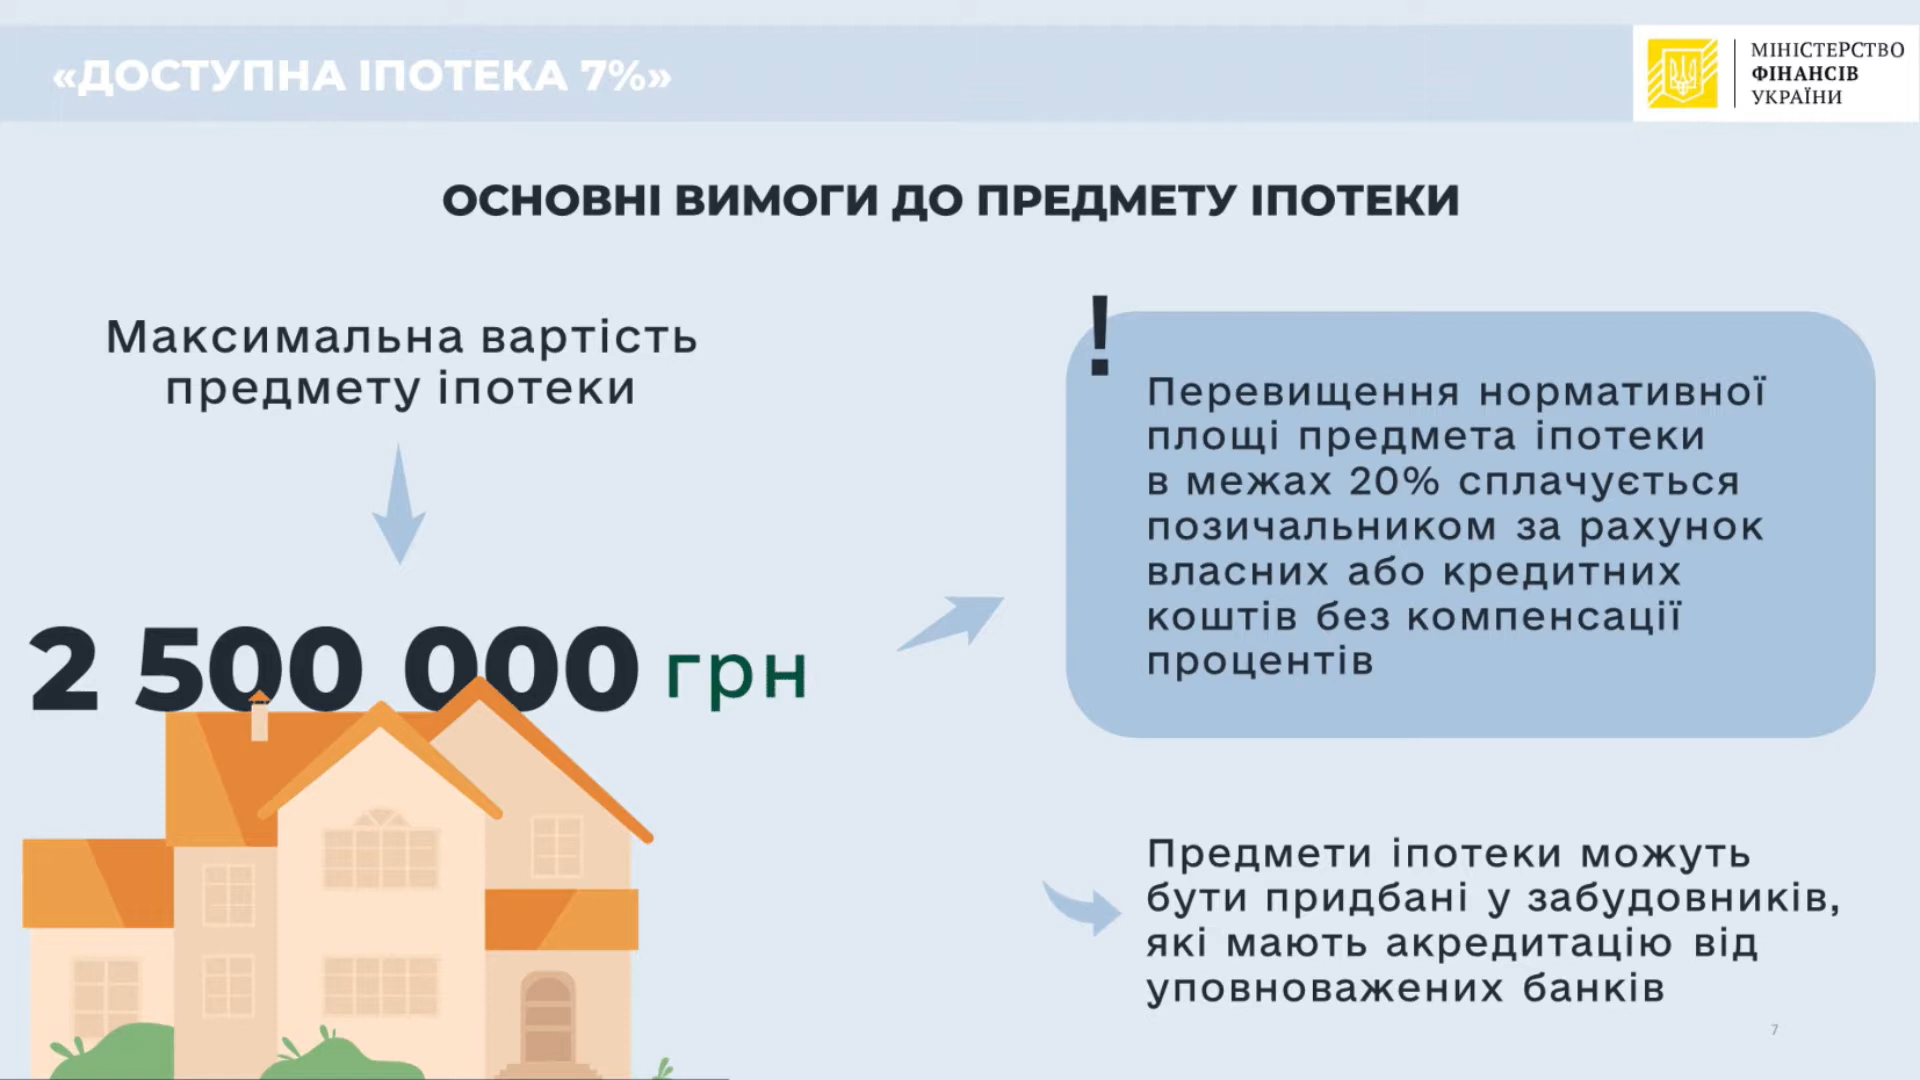 «ДОСТУПНА ІПОТЕКА 7%»
МІНІСТЕРСТВО
ФІНАНСІВ
УКРАЇНИ
ОСНОВНІ ВИМОГИ ДО ПРЕДМЕТУ ІПОТЕКИ
Максимальна вартість
предмету іпотеки
2 500 000 грн
!
Перевищення нормативної
площі предмета іпотеки
в межах 20% сплачується
позичальником за рахунок
власних або кредитних
коштів без компенсації
процентів
Предмети іпотеки можуть
бути придбані у забудовників,
які мають акредитацію від
уповноважених банків
7